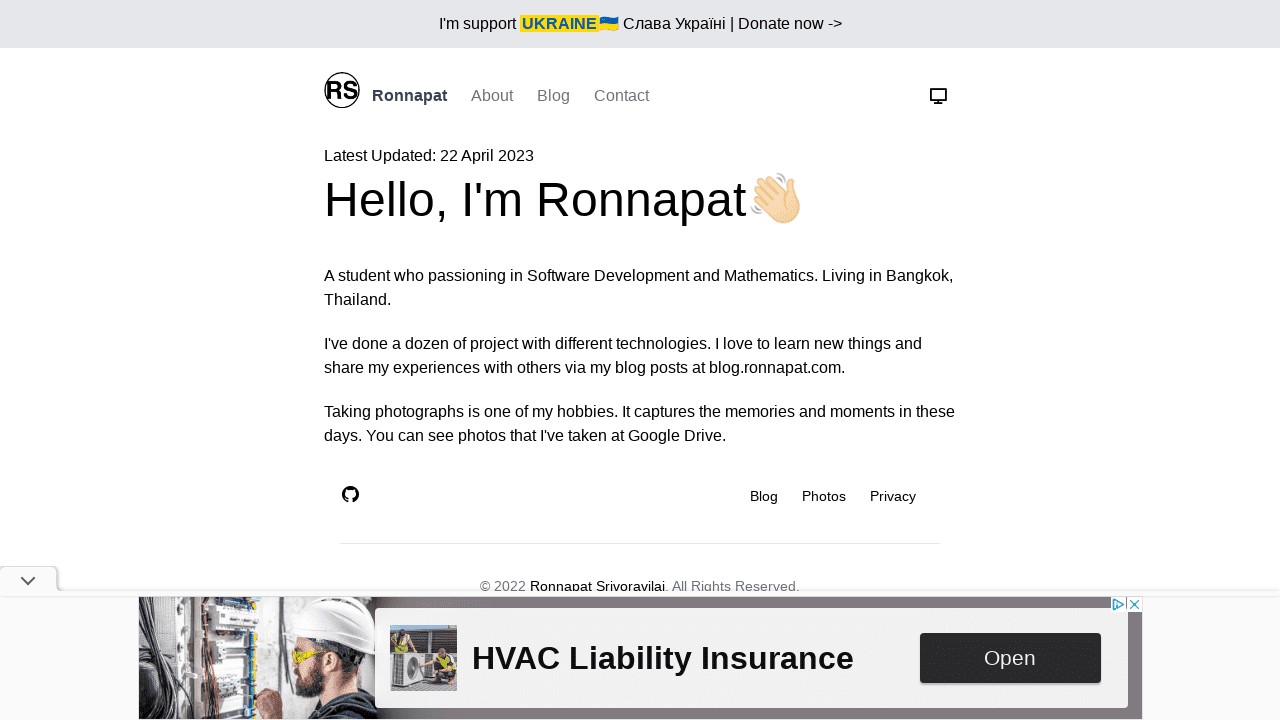 I'm support UKRAINE🇺🇦 Слава Україні | Donate now ->
RS
Ronnapat
About
Blog
Contact
Latest Updated: 22 April 2023
Hello, I'm Ronnapat👋🏻
A student who passioning in Software Development and Mathematics. Living in Bangkok,
Thailand.
I've done a dozen of project with different technologies. I love to learn new things and
share my experiences with others via my blog posts at blog.ronnapat.com.
Taking photographs is one of my hobbies. It captures the memories and moments in these
days. You can see photos that I've taken at Google Drive.
Blog
Photos
Privacy
© 2022 Ronnapat Srivoravilai. All Rights Reserved.
HVAC Liability Insurance
Open